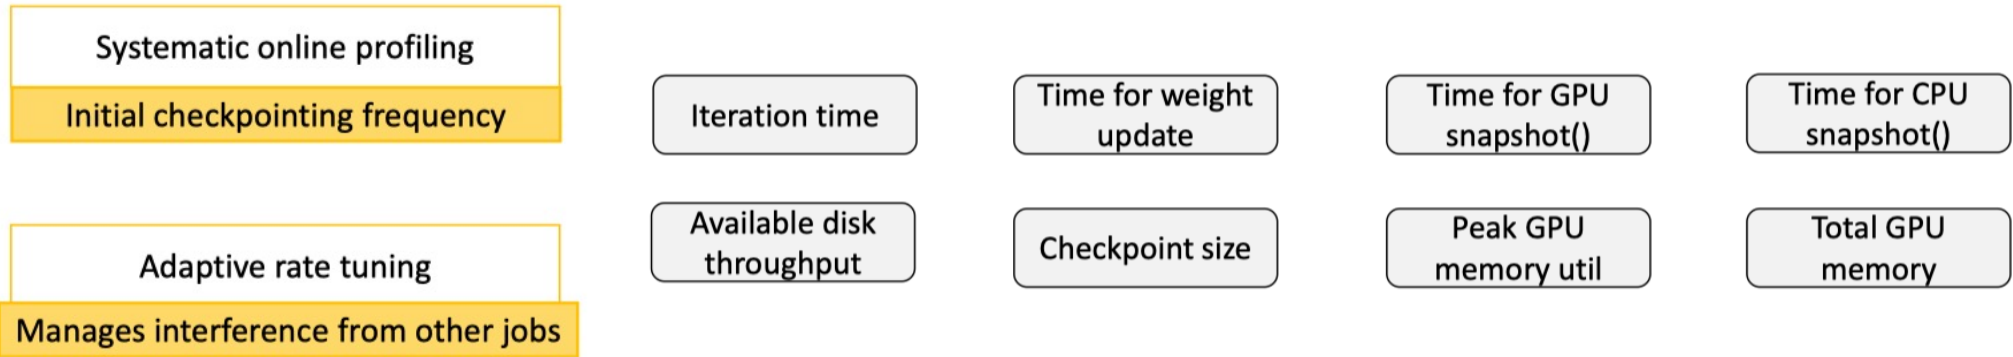 Systematic online profiling
Initial checkpointing frequency
Iteration time
Time for weight
update
Time for GPU
snapshot()
Time for CPU
snapshot()
Adaptive rate tuning
Manages interference from other jobs
Available disk
throughput
Checkpoint size
Peak GPU
memory util
Total GPU
memory